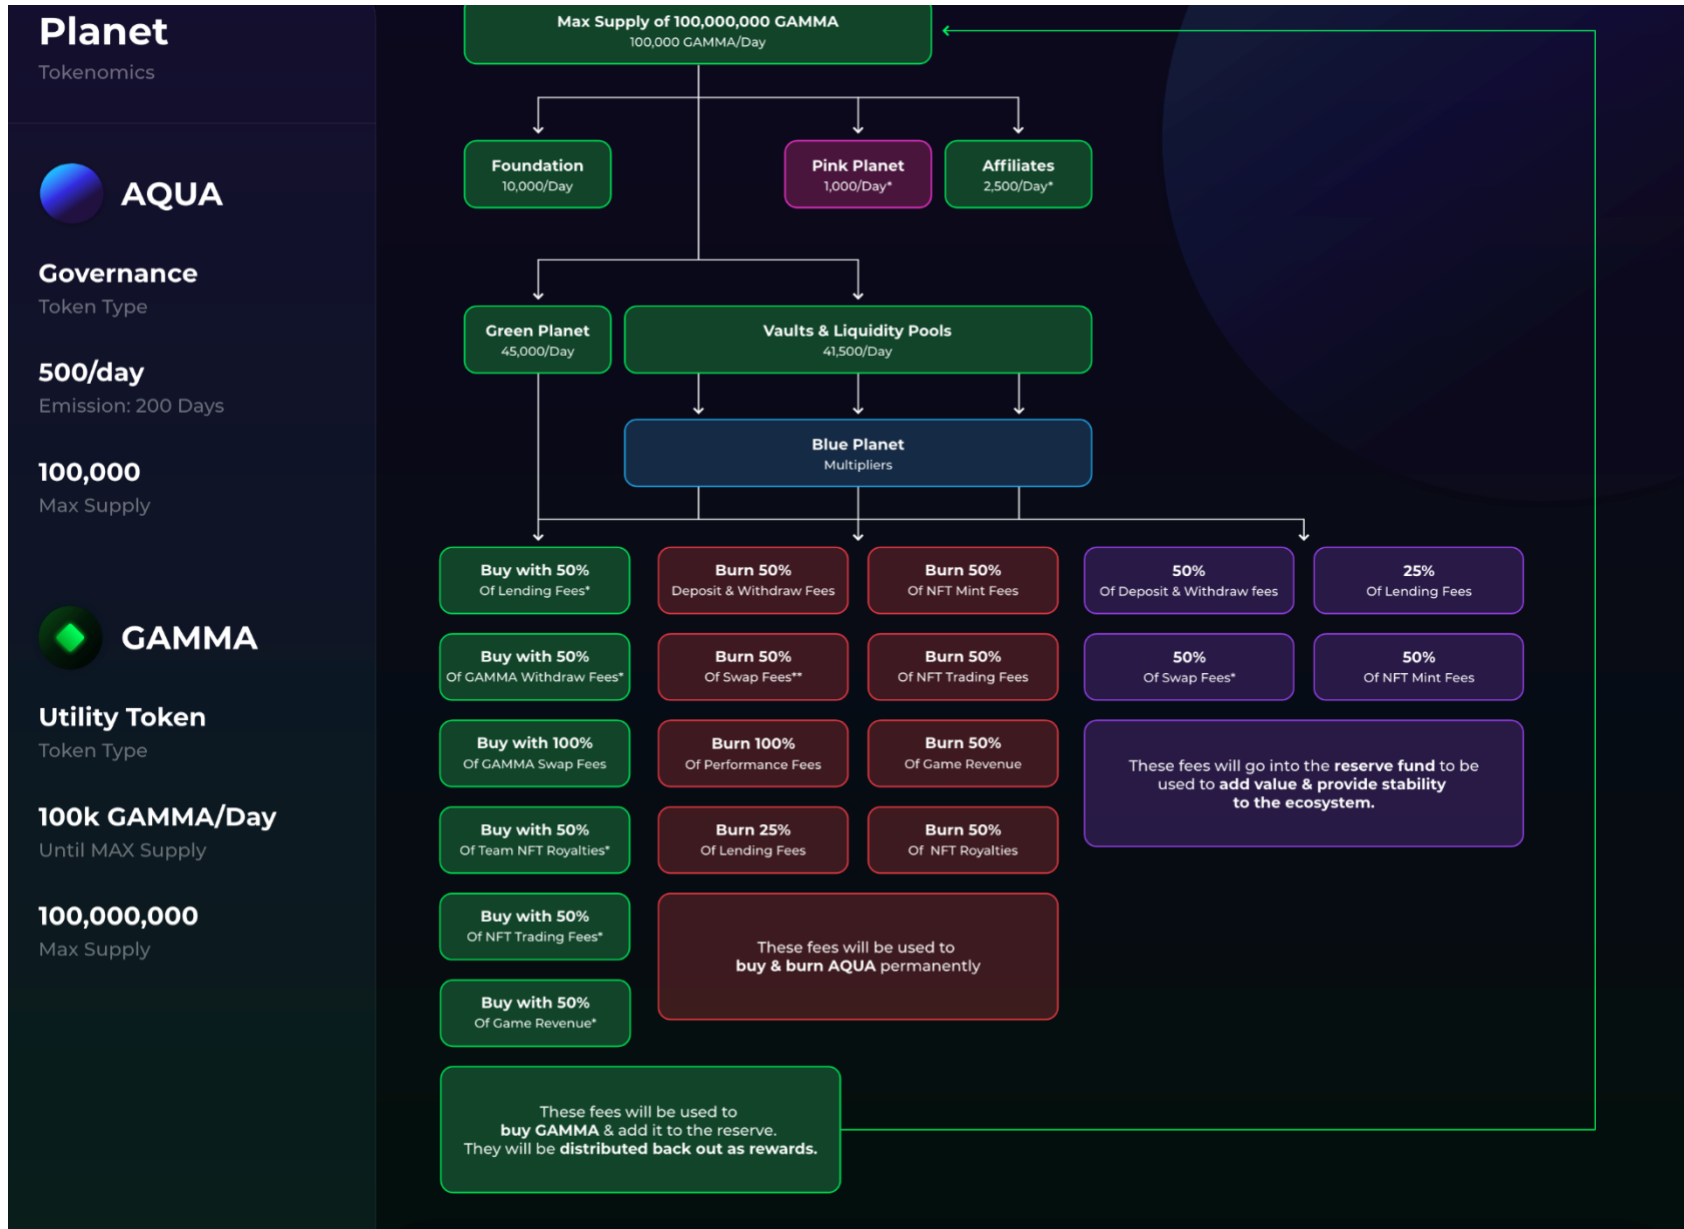 Planet
Tokenomics
AQUA
Governance
Token Type
500/day
Emission: 200 Days
100,000
Max Supply
GAMMA
Utility Token
Token Type
100k GAMMA/Day
Until MAX Supply
100,000,000
Max Supply
Max Supply of 100,000,000 GAMMA
100,000 GAMMA/Day
Foundation
10,000/Day
Pink Planet
1,000/Day*
Affiliates
2,500/Day*
Green Planet
45,000/Day
Vaults & Liquidity Pools
41,500/Day
Blue Planet
Multipliers
Buy with 50%
Of Lending Fees*
Buy with 50%
Of GAMMA Withdraw Fees*
Buy with 100%
Of GAMMA Swap Fees
Buy with 50%
Of Team NFT Royalties*
Buy with 50%
Of NFT Trading Fees*
Buy with 50%
Of Game Revenue*
These fees will be used to
buy GAMMA & add it to the reserve.
They will be distributed back out as rewards.
Burn 50%
Deposit & Withdraw Fees
Burn 50%
Of NFT Mint Fees
Burn 50%
Of Swap Fees**
Burn 50%
Of NFT Trading Fees
Burn 100%
Of Performance Fees
Burn 50%
Of Game Revenue
Burn 25%
Of Lending Fees
Burn 50%
Of NFT Royalties
These fees will be used to
buy & burn AQUA permanently
50%
Of Deposit & Withdraw fees
25%
Of Lending Fees
50%
Of Swap Fees*
50%
Of NFT Mint Fees
These fees will go into the reserve fund to be
used to add value & provide stability
to the ecosystem.